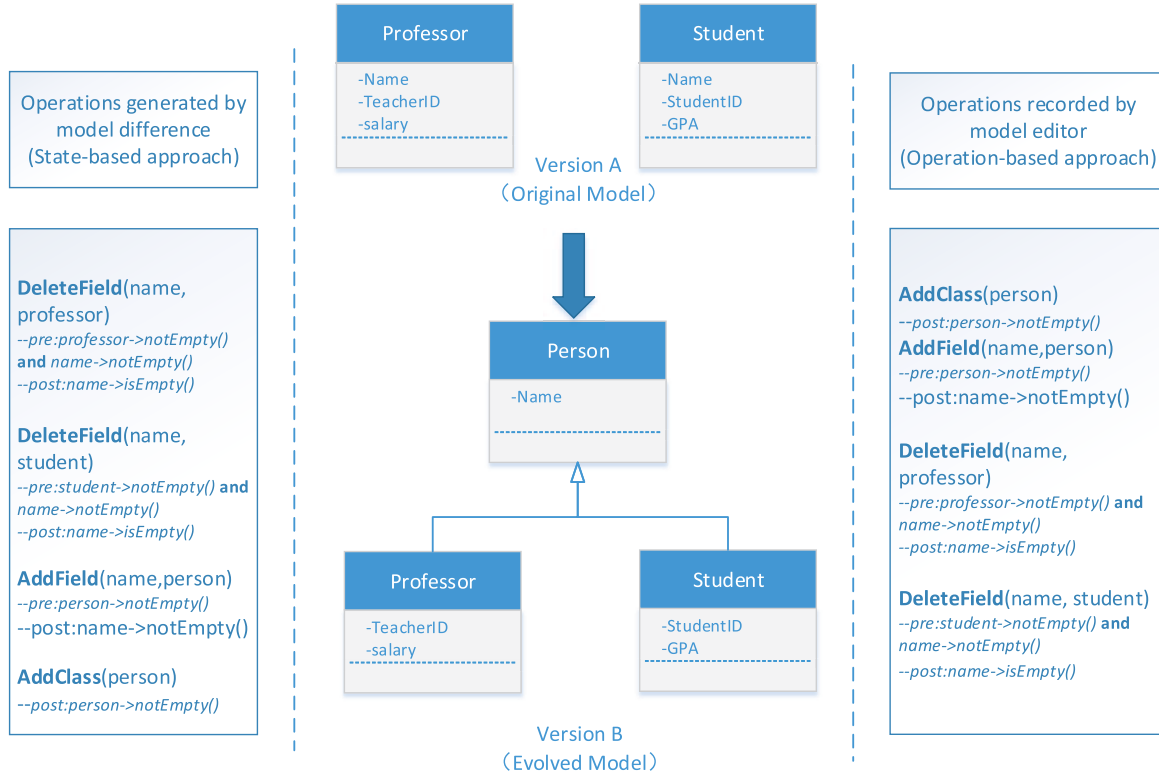 Operations generated by
model difference
(State-based approach)
DeleteField(name,
professor)
--pre:professor->notEmpty()
and name->notEmpty()
--post:name->isEmpty()
DeleteField(name,
student)
--pre:student->notEmpty() and
name->notEmpty()
--post:name->isEmpty()
AddField(name,person)
--pre:person->notEmpty()
--post:name->notEmpty()
AddClass(person)
--post:person->notEmpty()
Professor
-Name
-TeacherID
-salary
Student
-Name
-StudentID
-GPA
Version A
（Original Model）
Person
-Name
Professor
-TeacherID
-salary
Student
-StudentID
-GPA
Version B
（Evolved Model）
Operations recorded by
model editor
(Operation-based approach)
AddClass(person)
--post:person->notEmpty()
AddField(name,person)
--pre:person->notEmpty()
--post:name->notEmpty()
DeleteField(name,
professor)
--pre:professor->notEmpty() and
name->notEmpty()
--post:name->isEmpty()
DeleteField(name, student)
--pre:student->notEmpty() and
name->notEmpty()
--post:name->isEmpty()